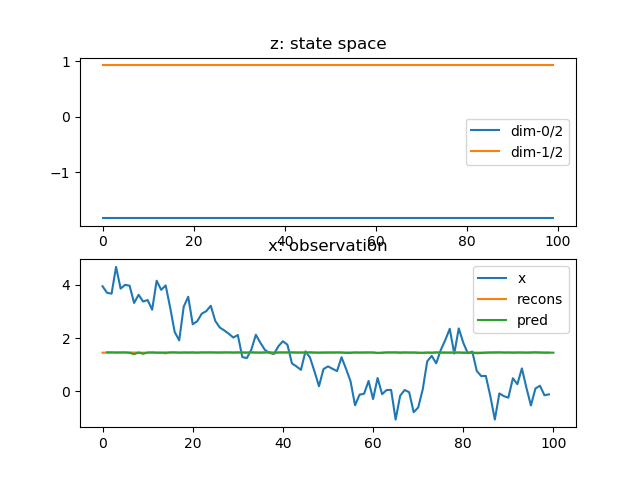 z: state space
1
0
−1
dim-0/2
dim-1/2
0 20 40 60 80 100
x: observation
4
2
0
x
recons
pred
0 20 40 60 80 100